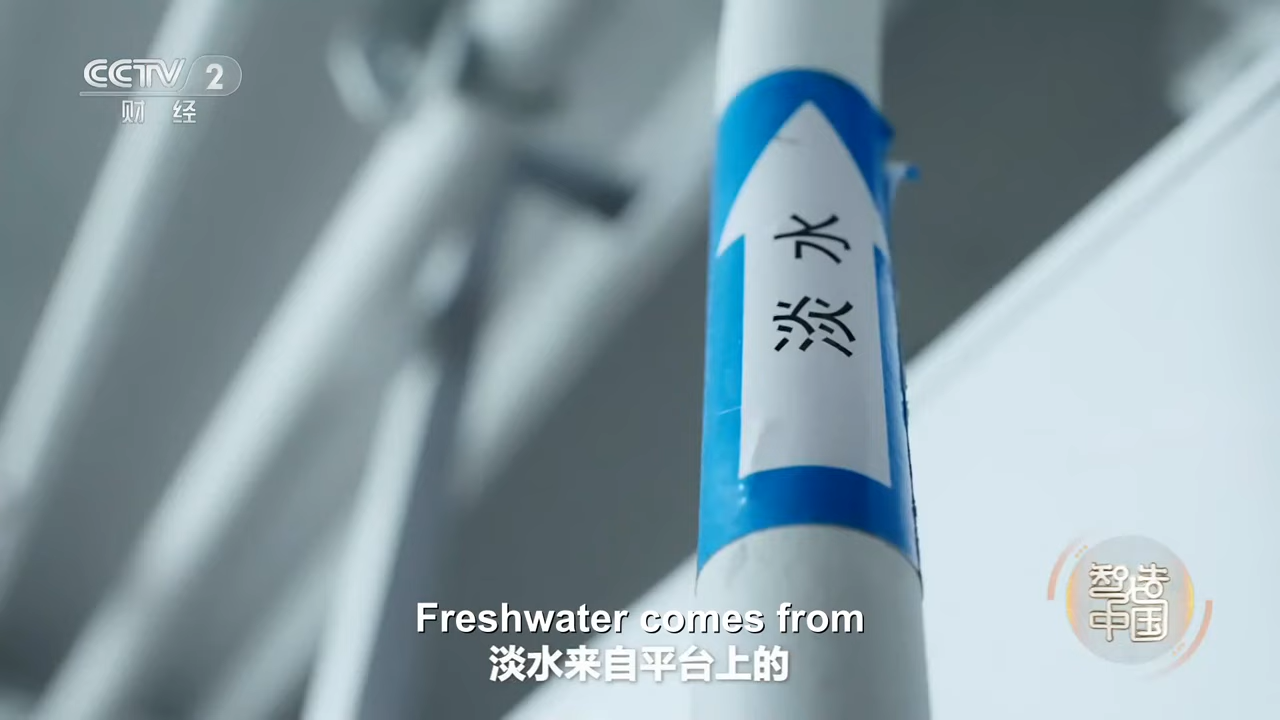 CCTV 2
财 经
淡水
智造
中国
Freshwater comes from
淡水来自平台上的